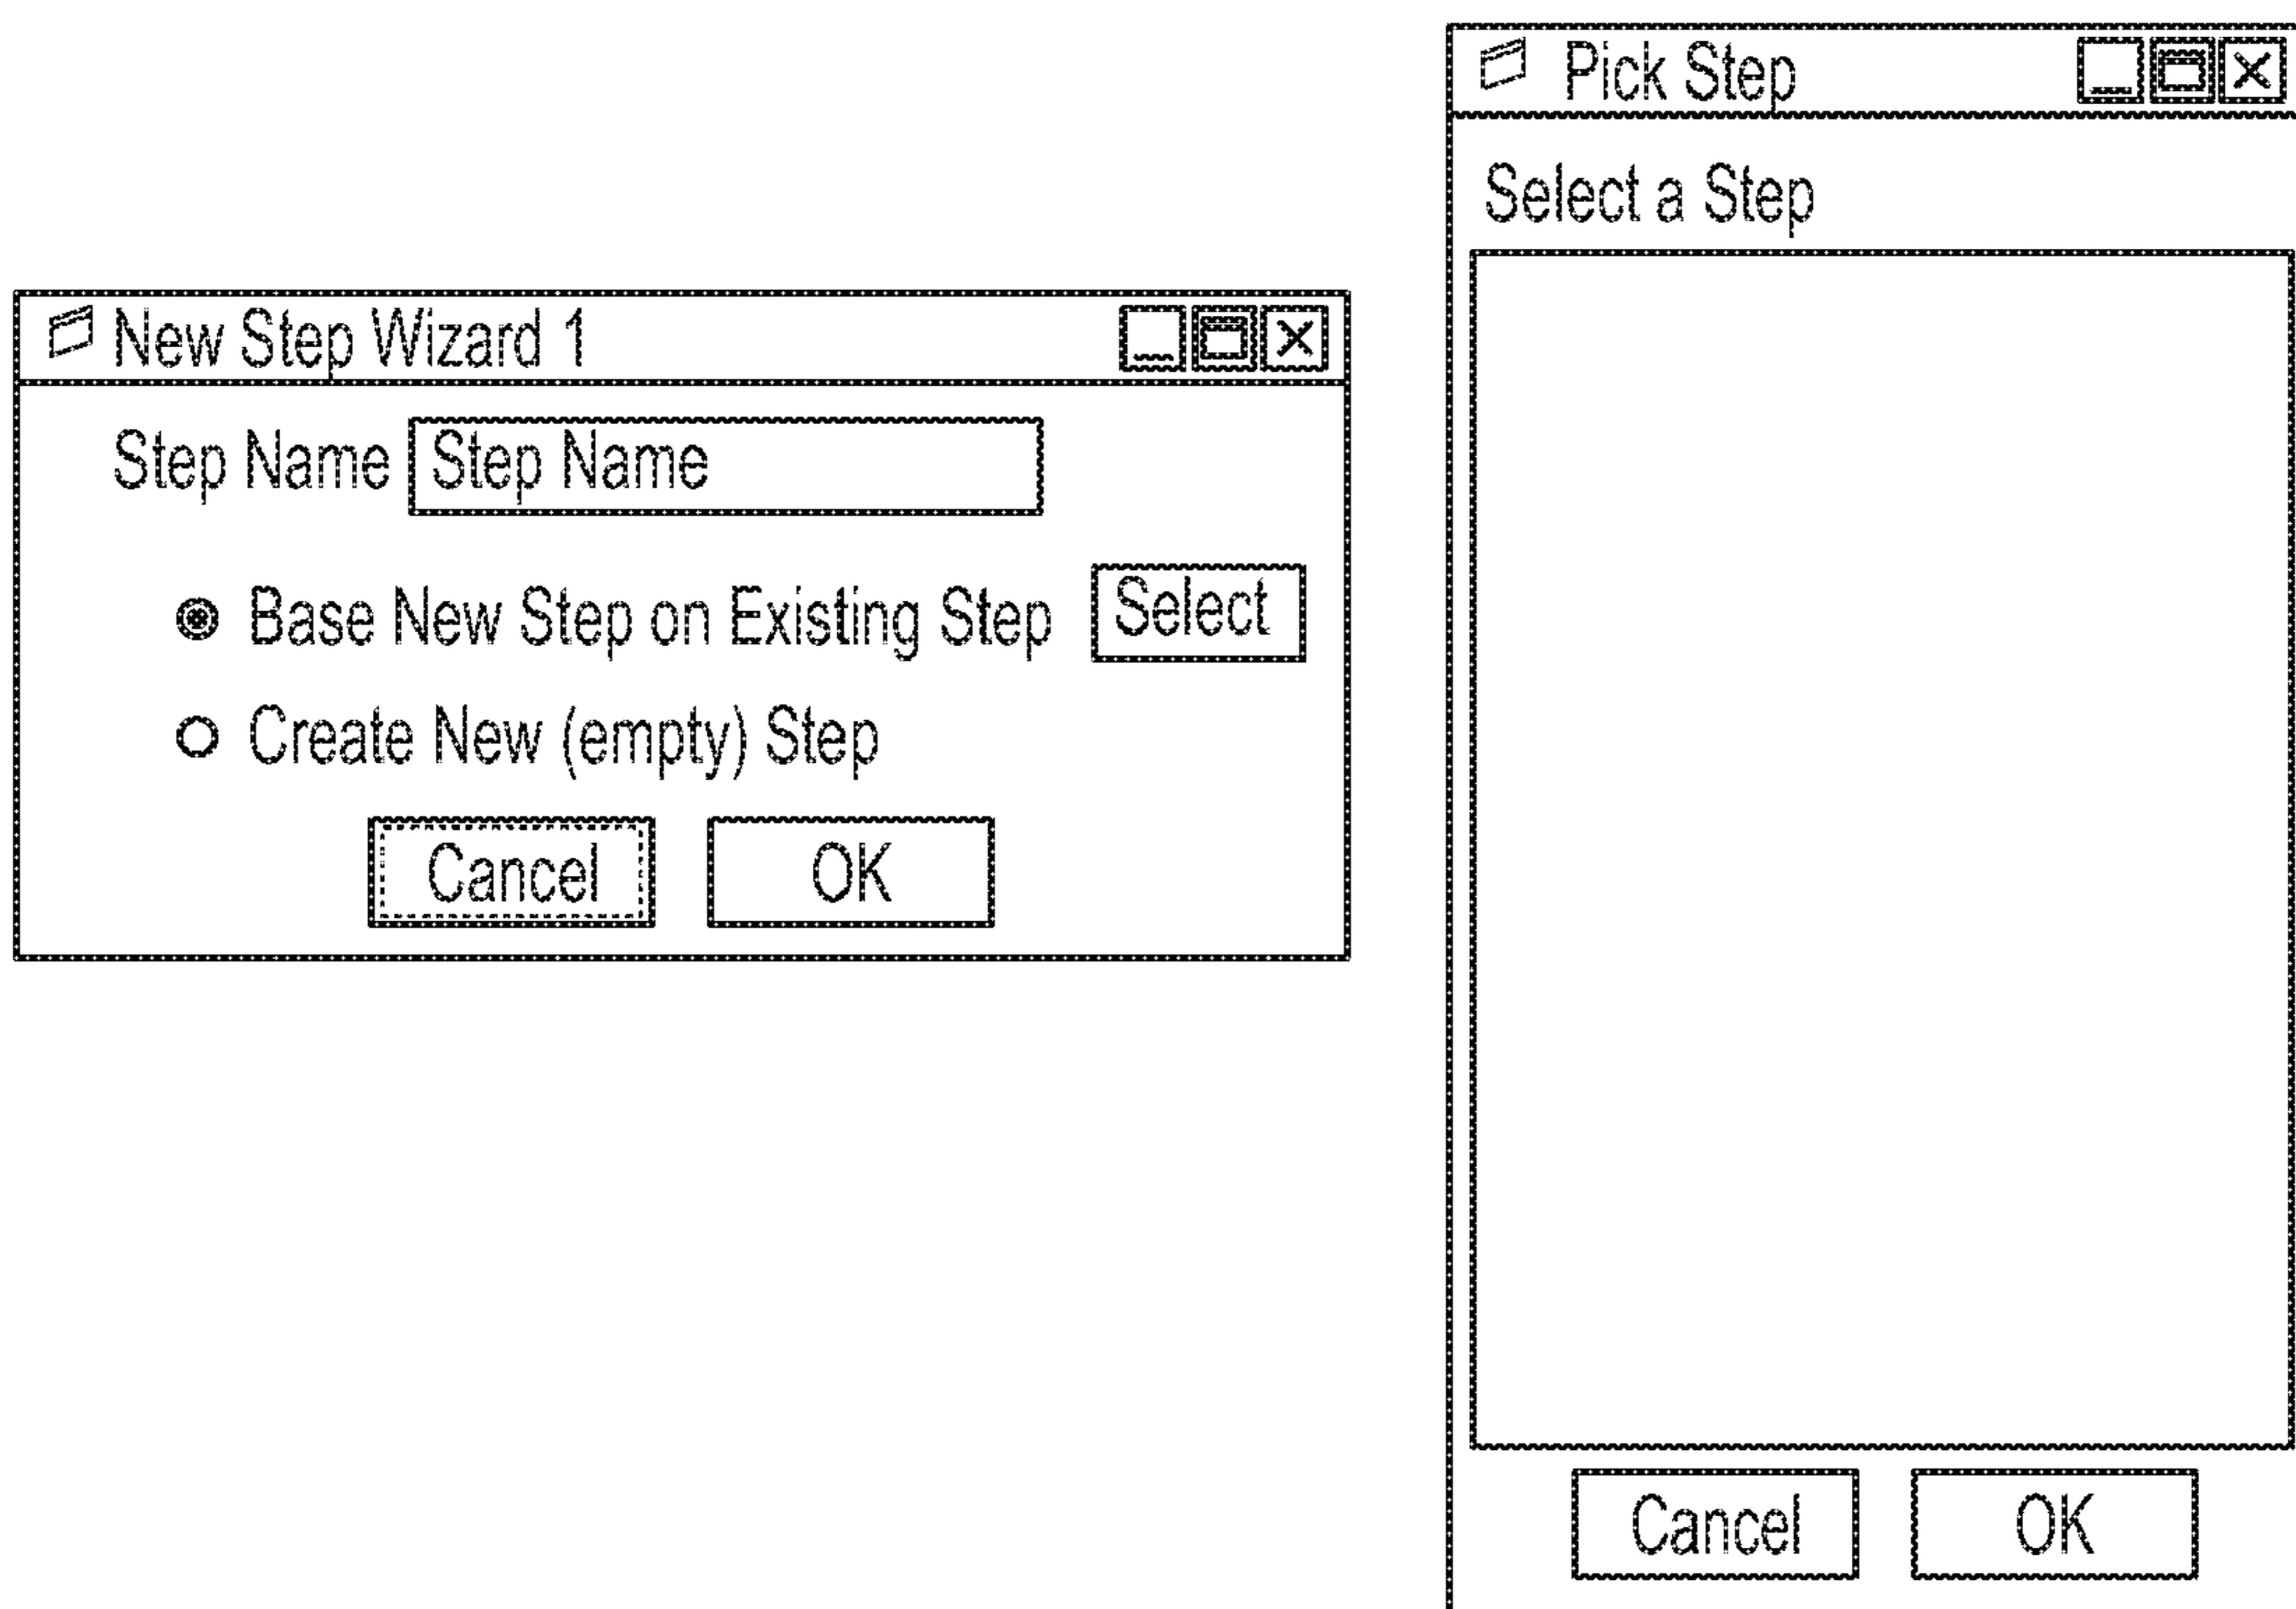 New Step Wizard 1
Step Name Step Name
Base New Step on Existing Step Select
Create New (empty) Step
Cancel OK
Pick Step
Select a Step
Cancel OK